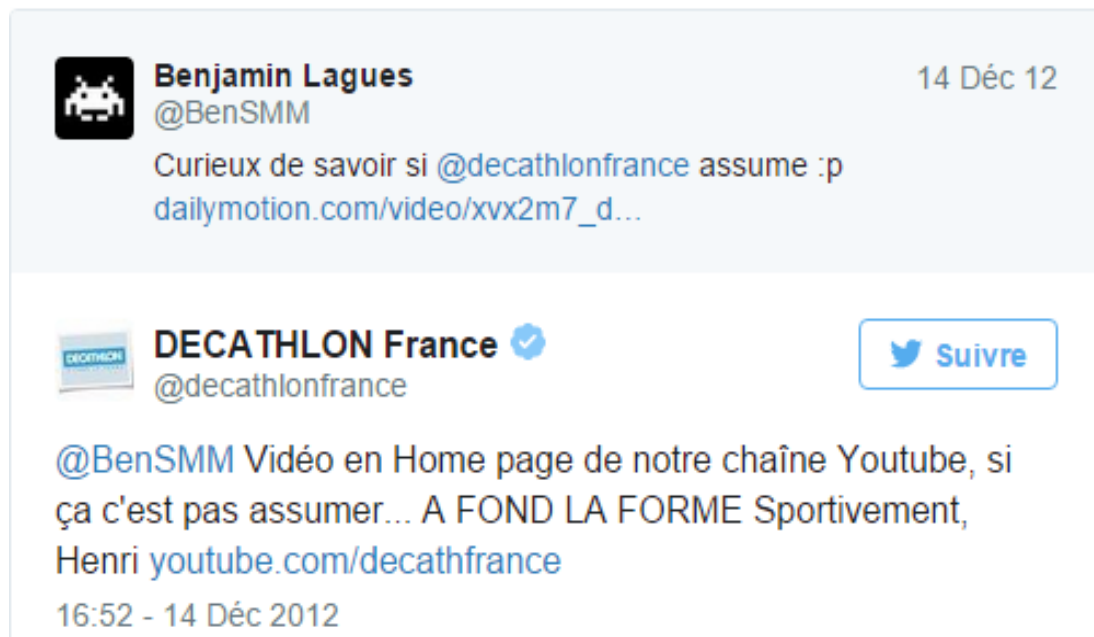 Benjamin Lagues
14 Déc 12
@BenSMM
Curieux de savoir si @decathlonfrance assume :p
dailymotion.com/video/xvx2m7_d...
DECATHLON
DECATHLON France
Suivre
@decathlonfrance
@BenSMM Vidéo en Home page de notre chaîne Youtube, si
ça c'est pas assumer... A FOND LA FORME Sportivement,
Henri youtube.com/decathfrance
16:52 - 14 Déc 2012